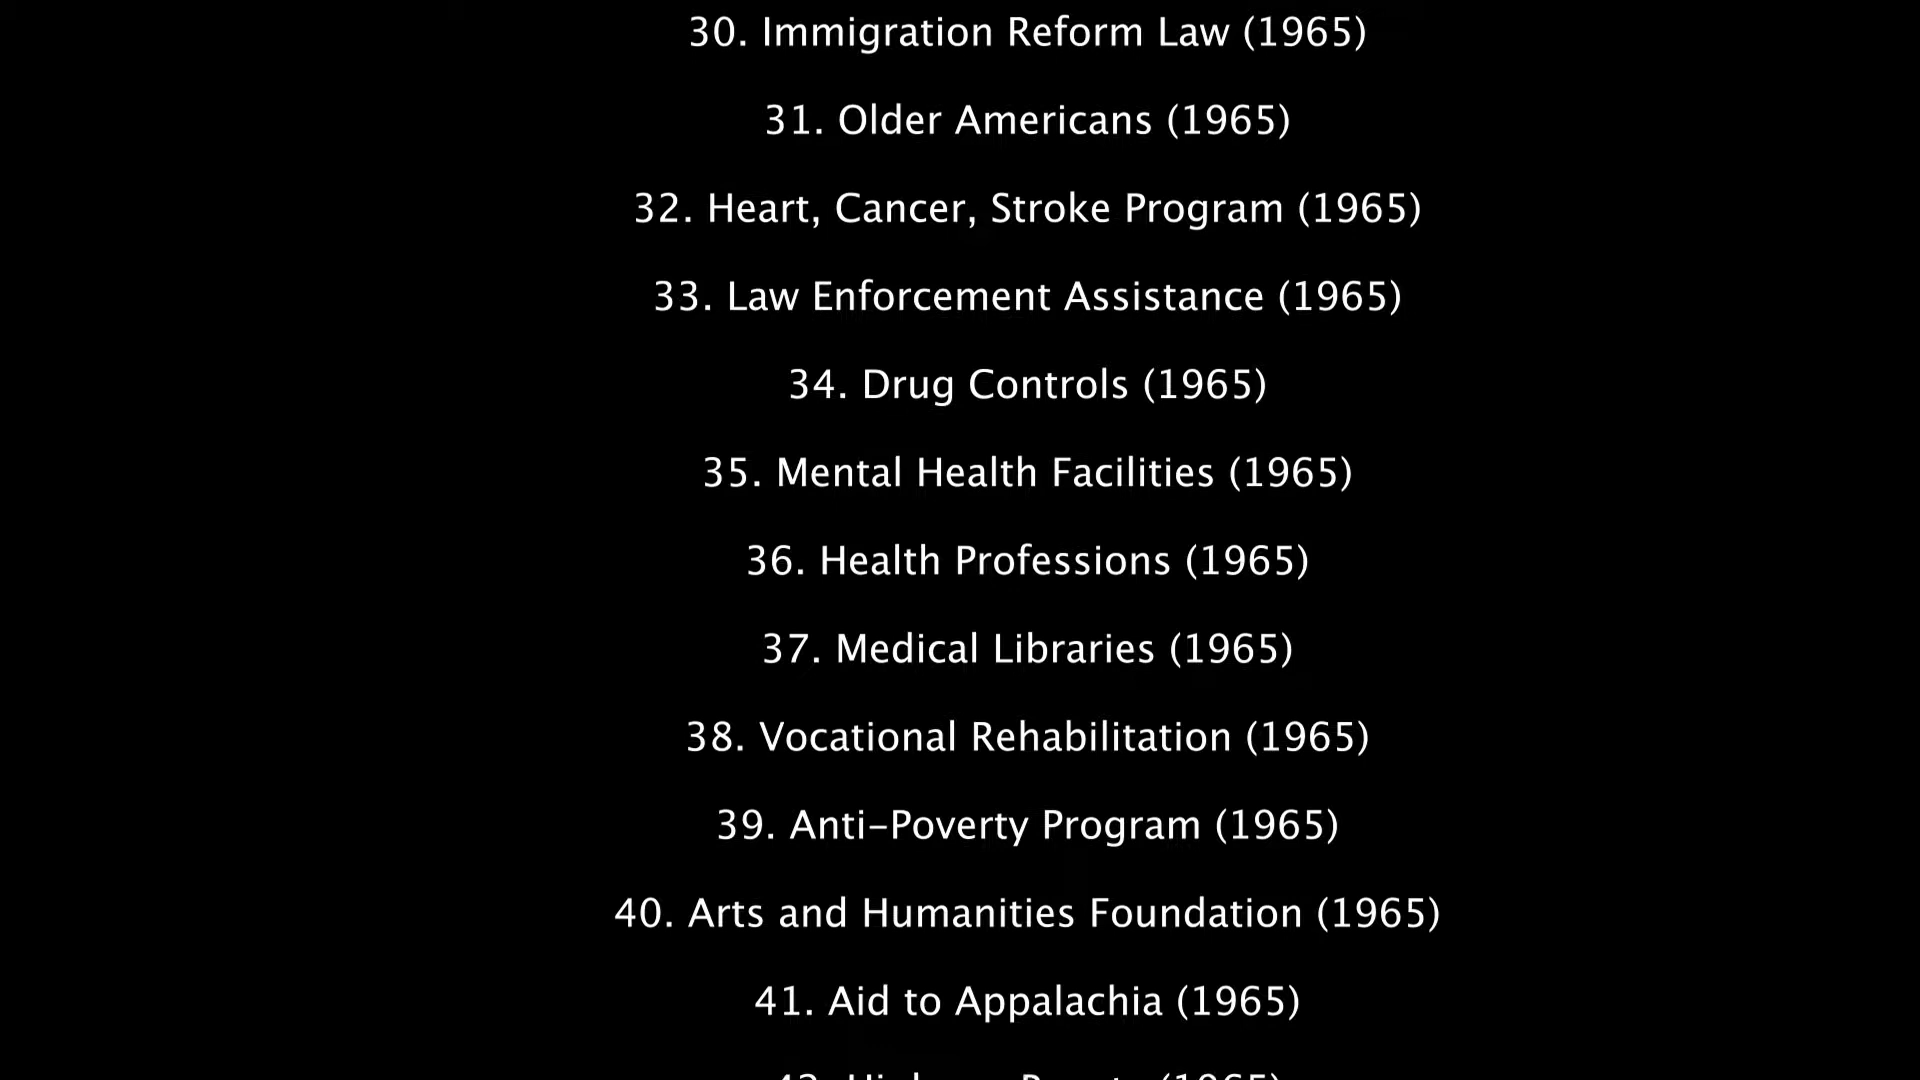 30. Immigration Reform Law (1965)
31. Older Americans (1965)
32. Heart, Cancer, Stroke Program (1965)
33. Law Enforcement Assistance (1965)
34. Drug Controls (1965)
35. Mental Health Facilities (1965)
36. Health Professions (1965)
37. Medical Libraries (1965)
38. Vocational Rehabilitation (1965)
39. Anti-Poverty Program (1965)
40. Arts and Humanities Foundation (1965)
41. Aid to Appalachia (1965)